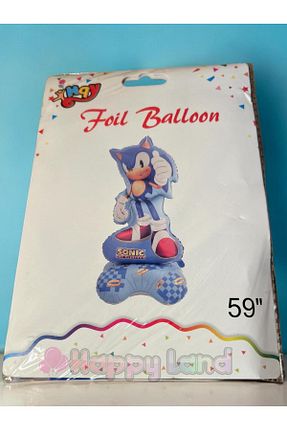 Foil Balloon
SONIC
59"
Happy Land